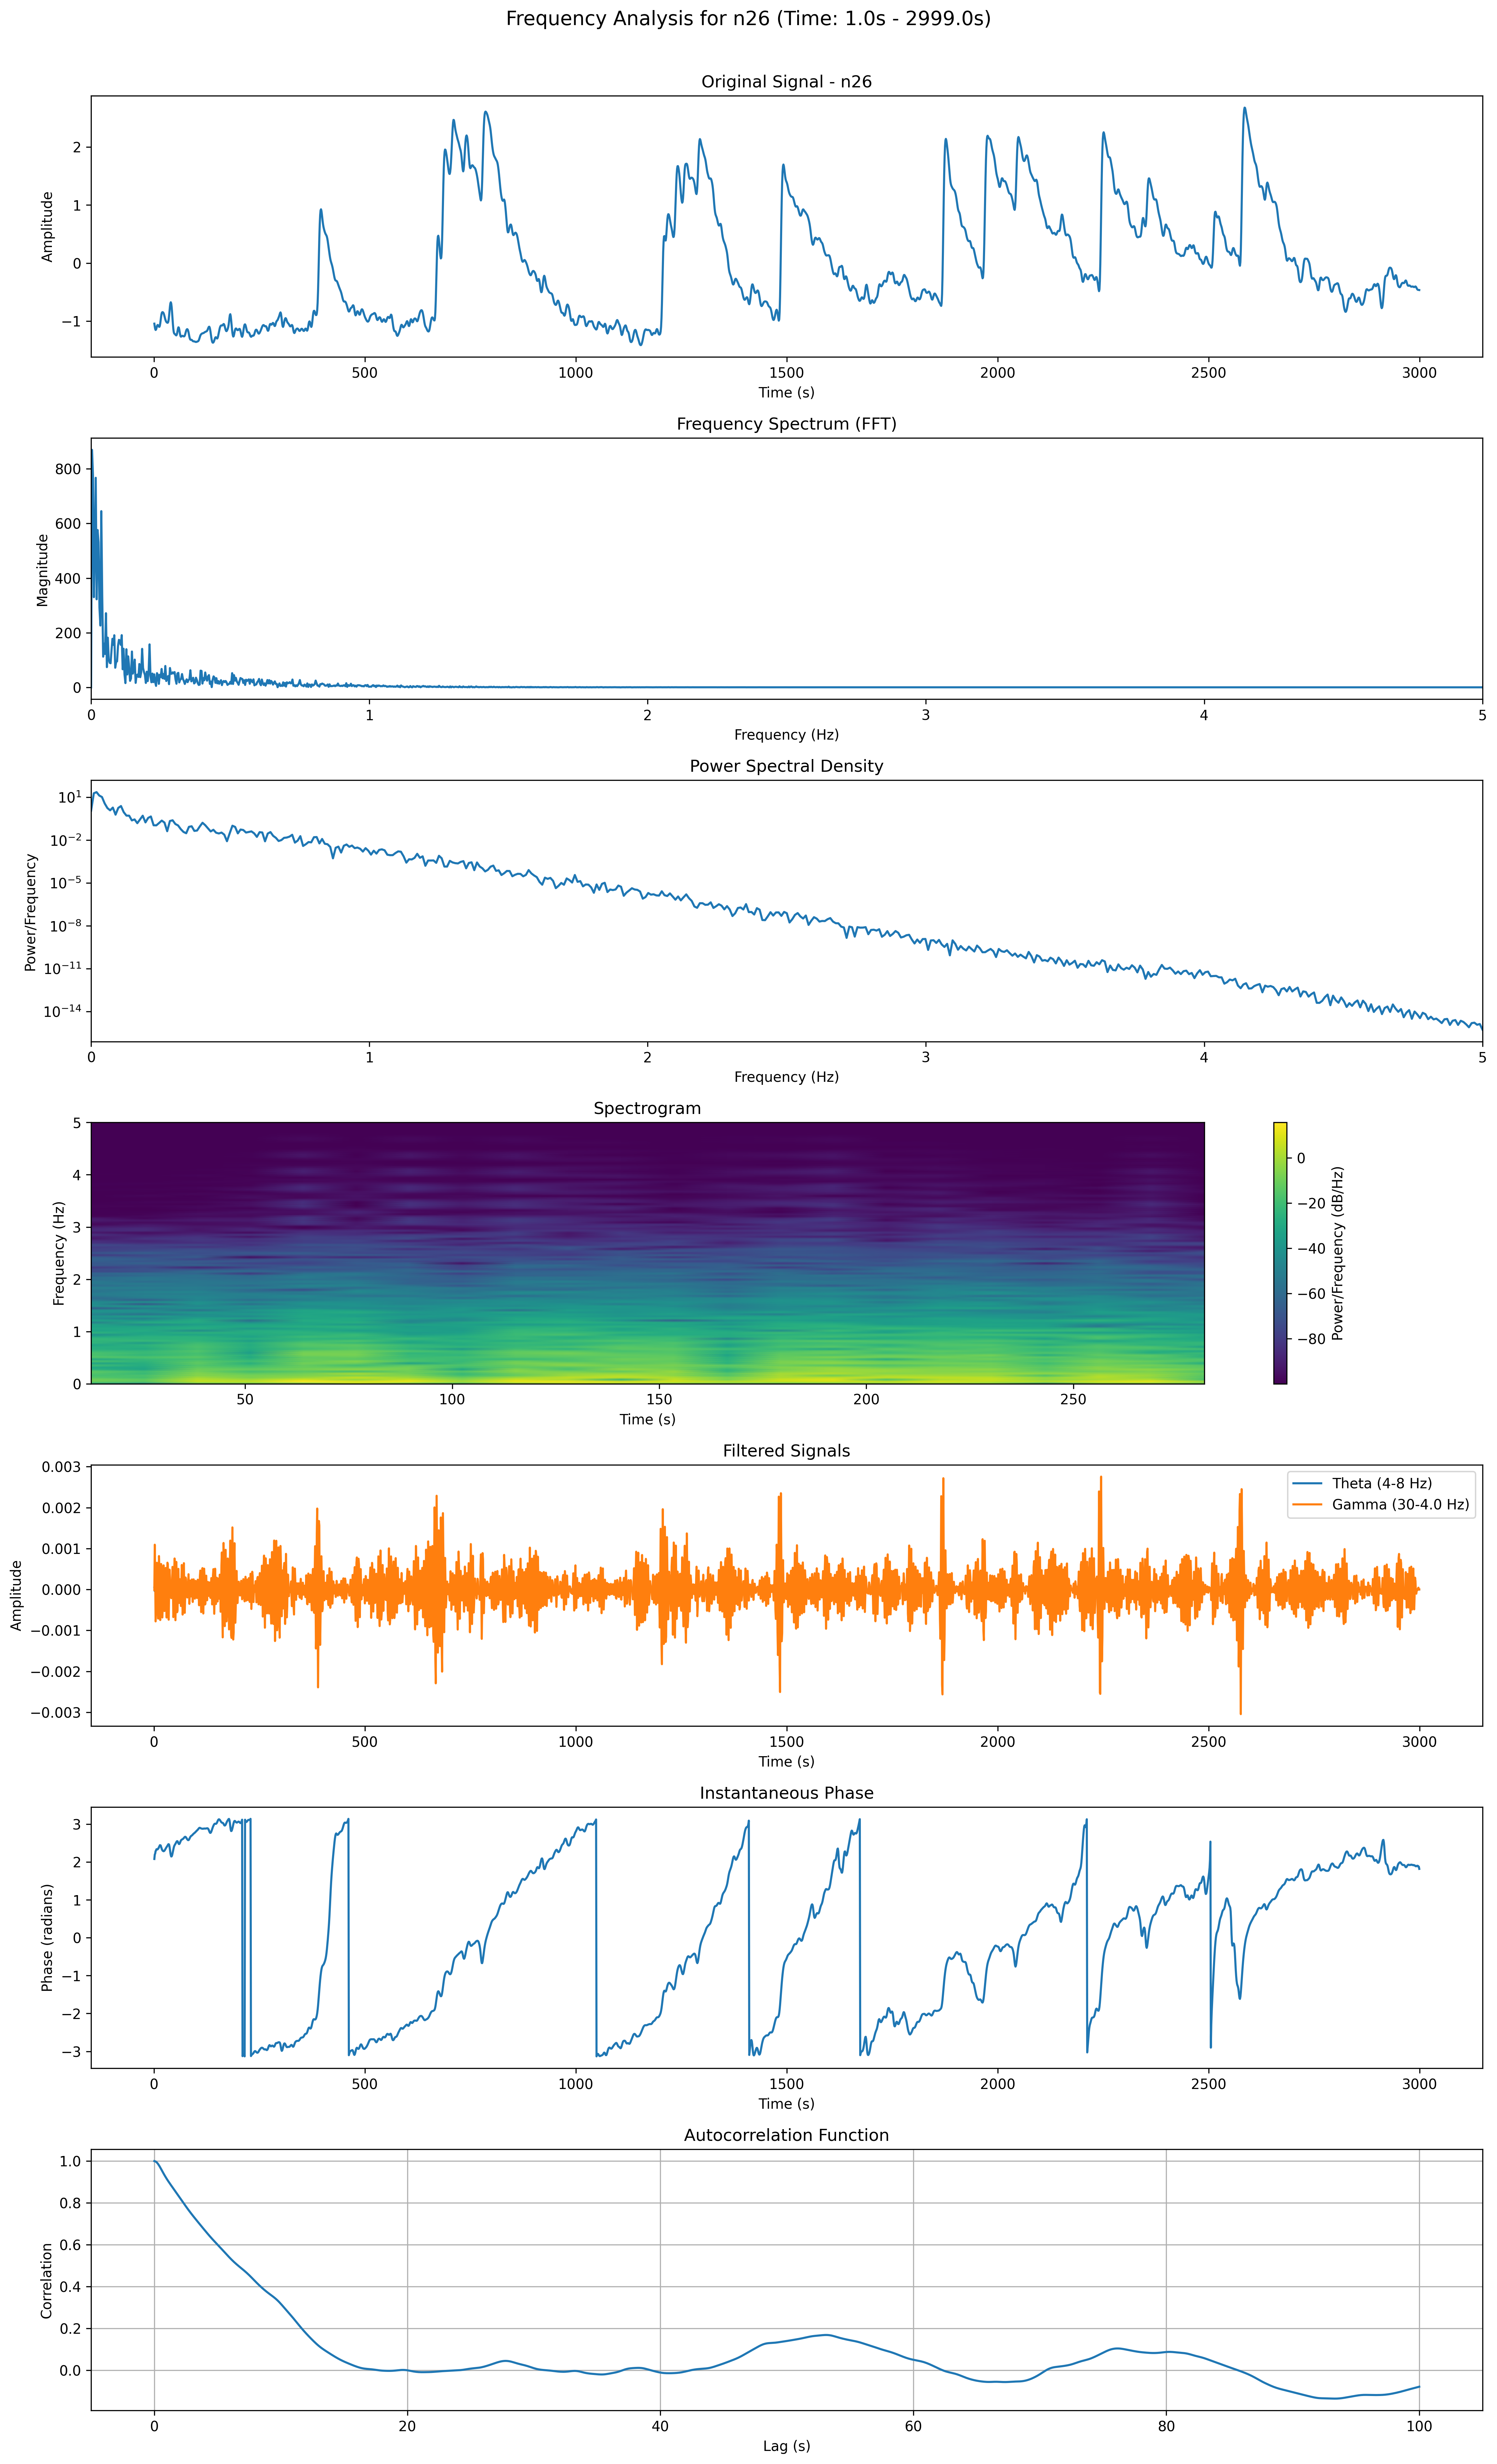 Frequency Analysis for n26 (Time: 1.0s - 2999.0s)
Original Signal - n26
Amplitude
2
1
0
−1
0 500 1000 1500 2000 2500 3000
Time (s)
Frequency Spectrum (FFT)
Magnitude
800
600
400
200
0
0 1 2 3 4 5
Frequency (Hz)
Power Spectral Density
Power/Frequency
10¹
10⁻²
10⁻⁵
10⁻⁸
10⁻¹¹
10⁻¹⁴
0 1 2 3 4 5
Frequency (Hz)
Spectrogram
Frequency (Hz)
5
4
3
2
1
0
50 100 150 200 250
Time (s)
0
−20
−40
−60
−80
Power/Frequency (dB/Hz)
Filtered Signals
Amplitude
0.003
0.002
0.001
0.000
−0.001
−0.002
−0.003
Theta (4-8 Hz)
Gamma (30-4.0 Hz)
0 500 1000 1500 2000 2500 3000
Time (s)
Instantaneous Phase
Phase (radians)
3
2
1
0
−1
−2
−3
0 500 1000 1500 2000 2500 3000
Time (s)
Autocorrelation Function
Correlation
1.0
0.8
0.6
0.4
0.2
0.0
0 20 40 60 80 100
Lag (s)